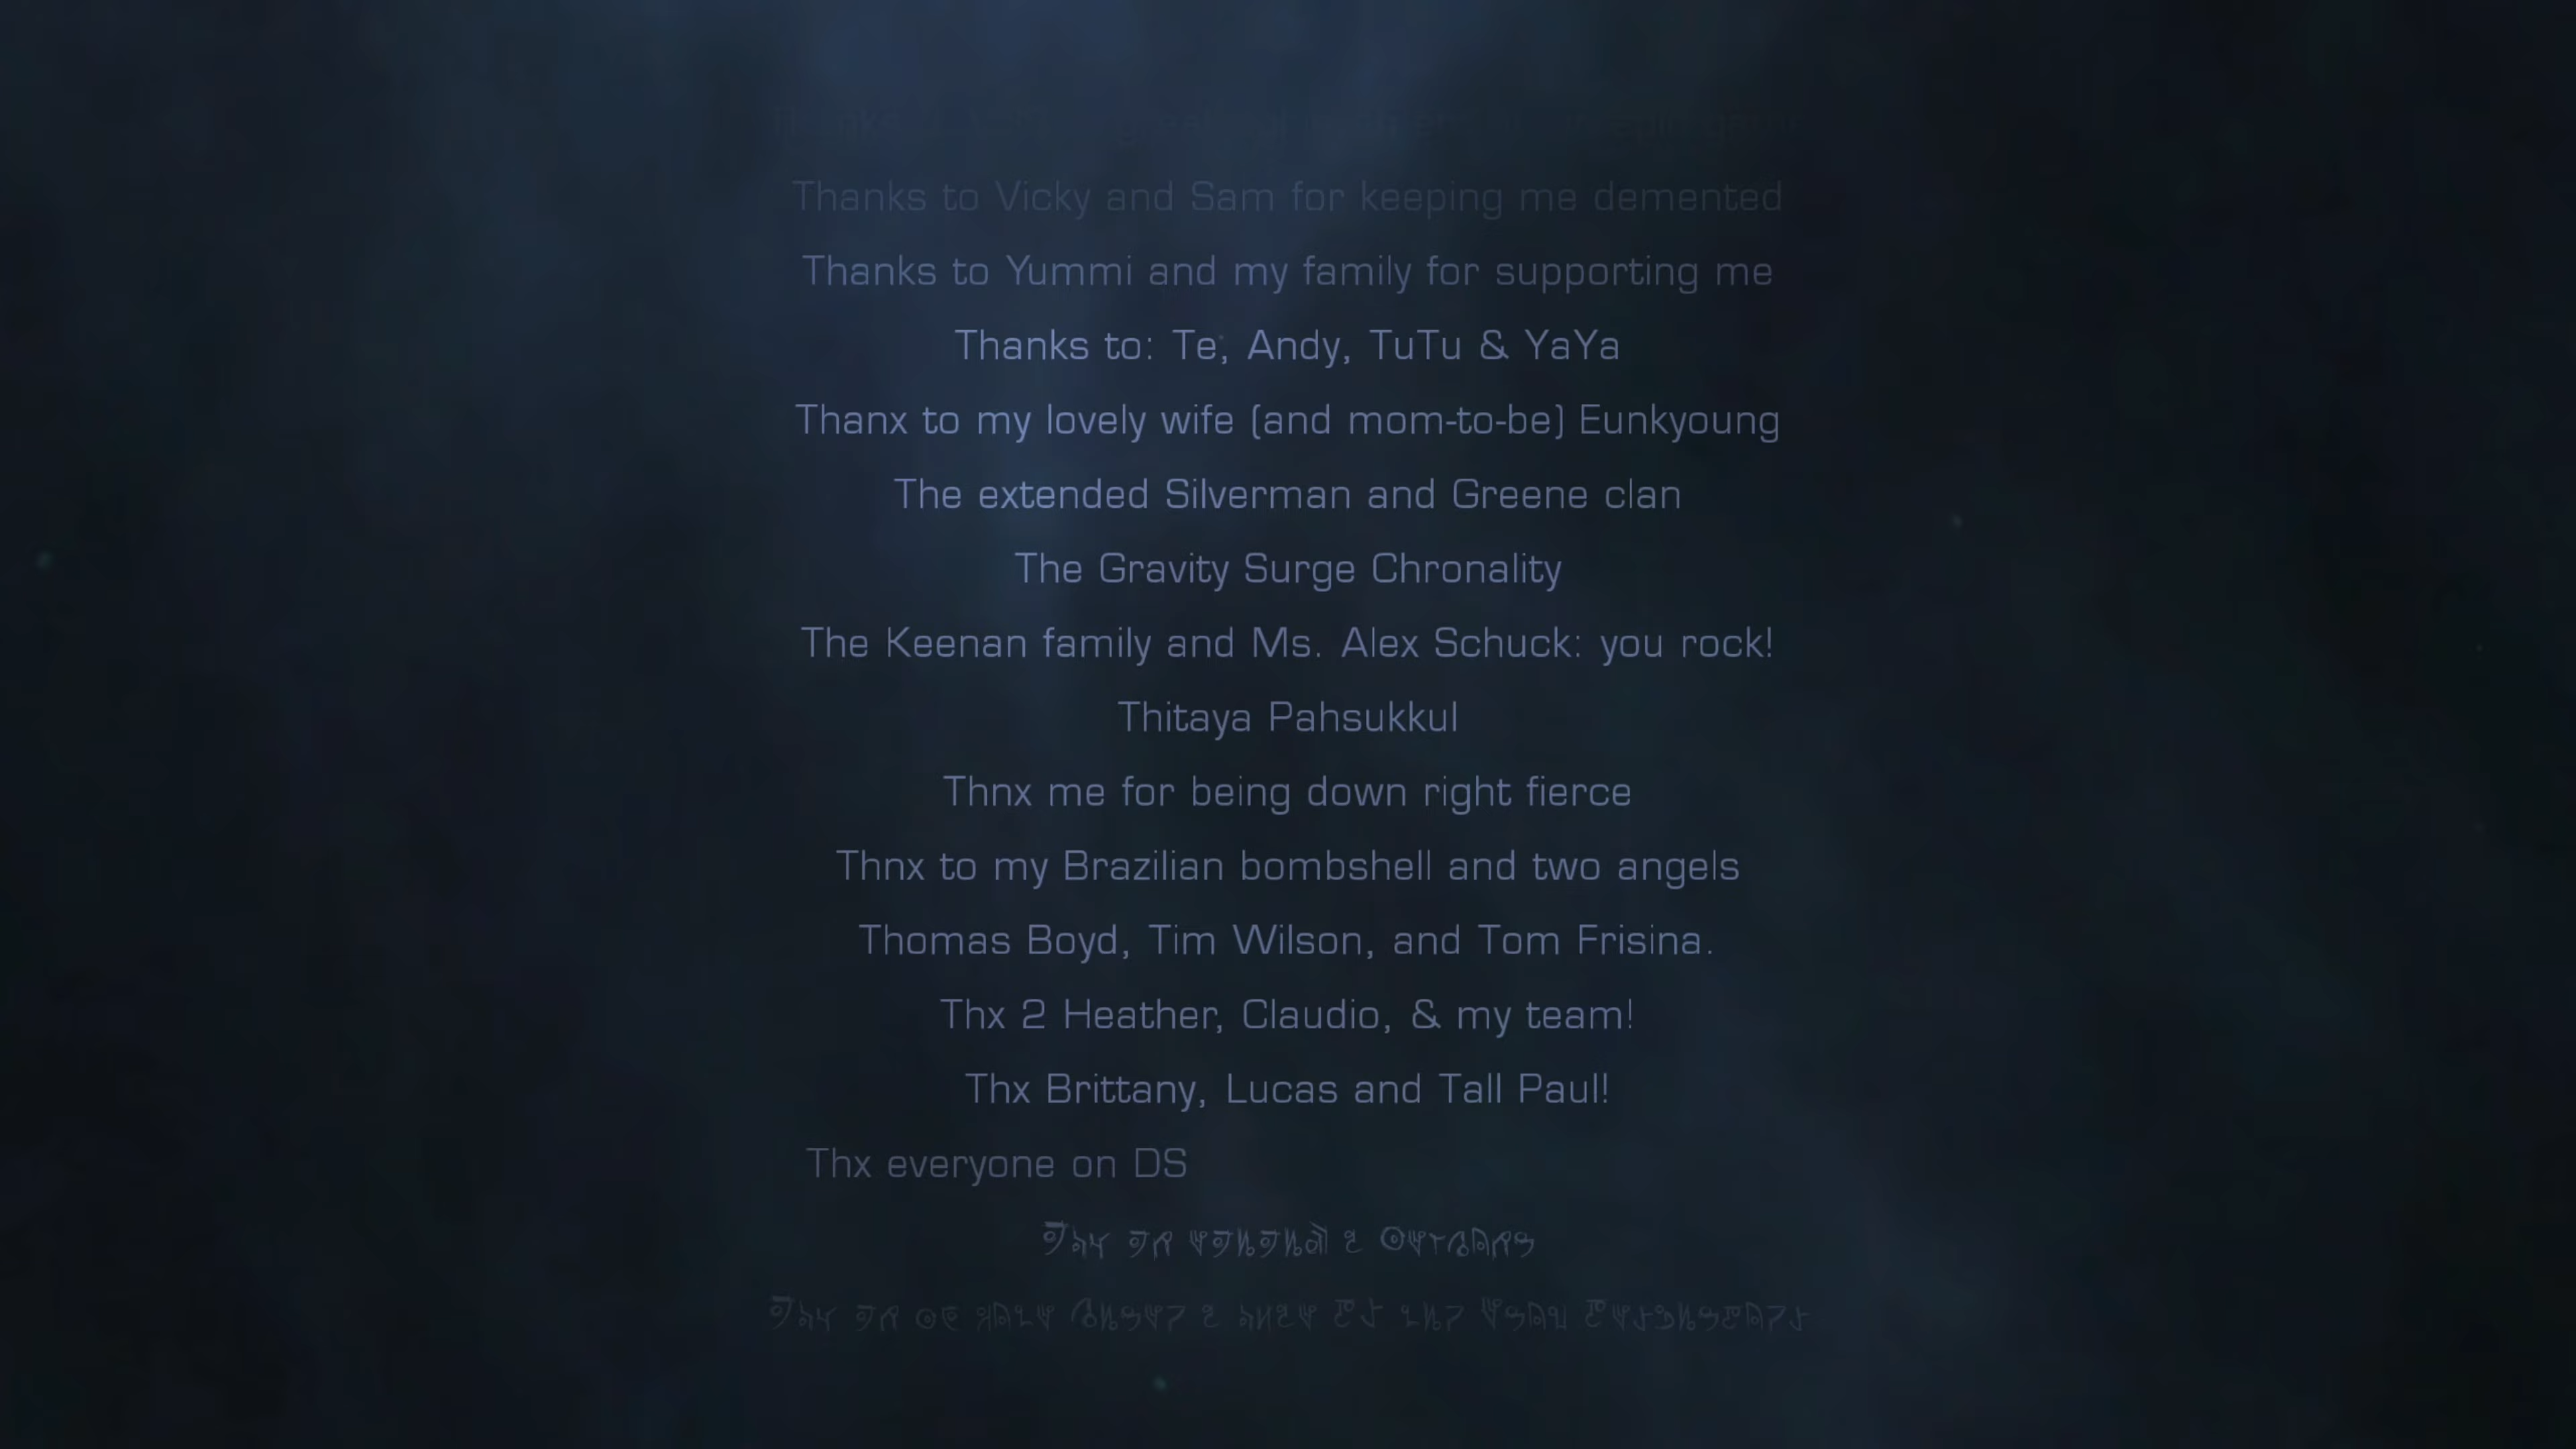 Thanks to Vicky and Sam for keeping me demented
Thanks to Yummi and my family for supporting me
Thanks to: Te, Andy, TuTu & YaYa
Thanx to my lovely wife (and mom-to-be) Eunkyoung
The extended Silverman and Greene clan
The Gravity Surge Chronality
The Keenan family and Ms. Alex Schuck: you rock!
Thitaya Pahsukkul
Thnx me for being down right fierce
Thnx to my Brazilian bombshell and two angels
Thomas Boyd, Tim Wilson, and Tom Frisina.
Thx 2 Heather, Claudio, & my team!
Thx Brittany, Lucas and Tall Paul!
Thx everyone on DS